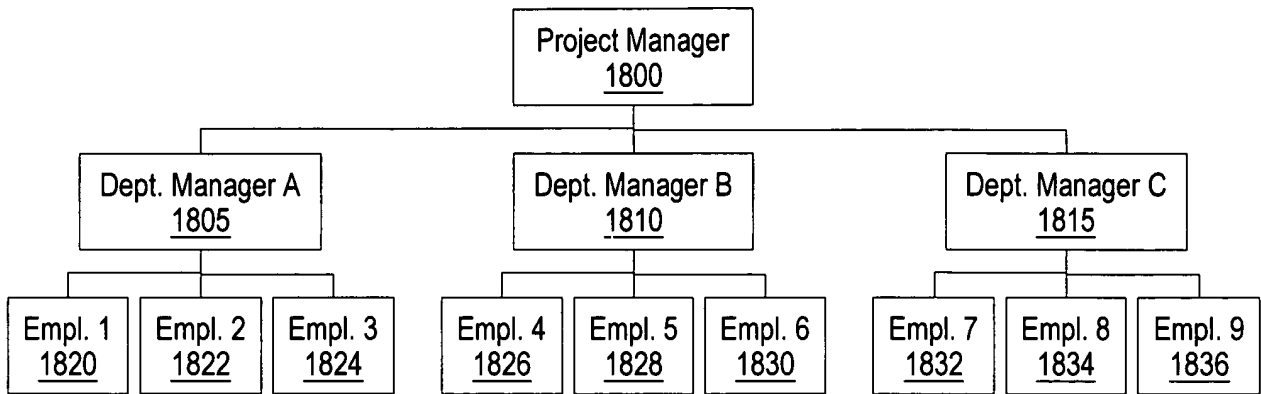 Project Manager
1800
Dept. Manager A
1805
Dept. Manager B
1810
Dept. Manager C
1815
Empl. 1
1820
Empl. 2
1822
Empl. 3
1824
Empl. 4
1826
Empl. 5
1828
Empl. 6
1830
Empl. 7
1832
Empl. 8
1834
Empl. 9
1836